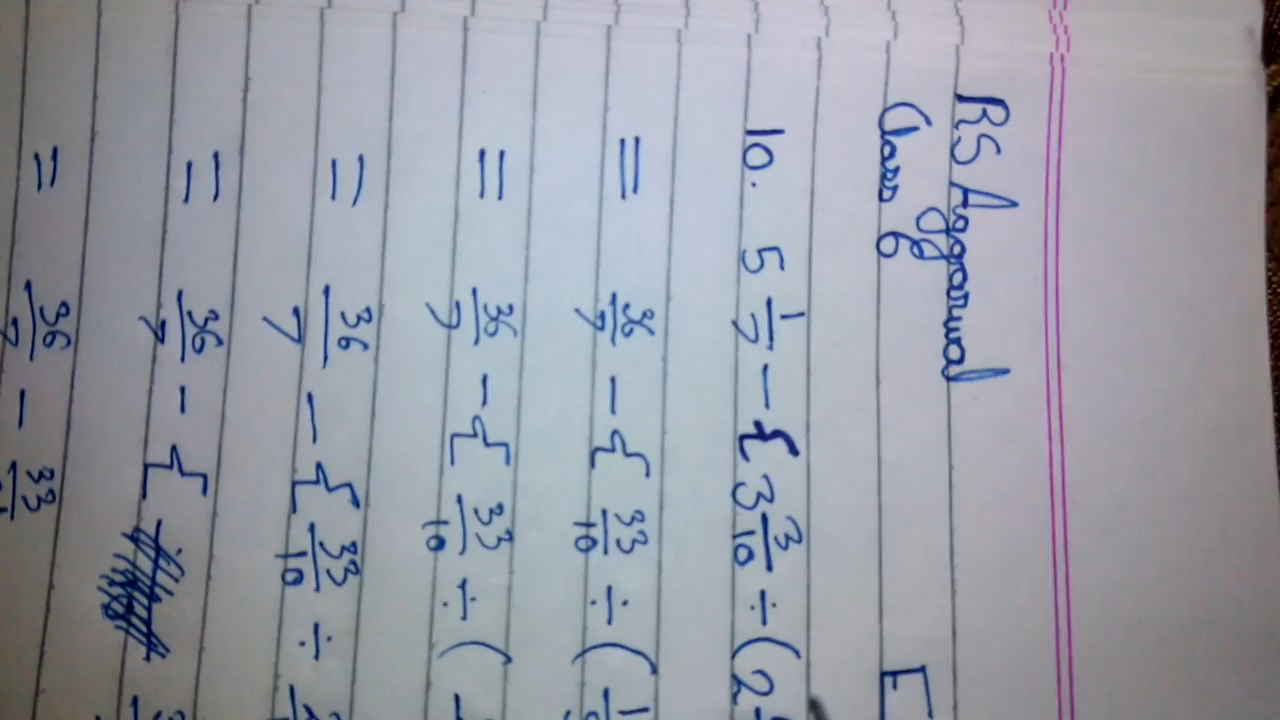 RS Aggarwal
Class 6 E
10. 5 1/7 - { 3 3/10 ÷ ( 2
= 36/7 - { 33/10 ÷ (
= 36/7 - { 33/10 ÷ (
= 36/7 - { 33/10 ÷
= 36/7 - {
= 36/7 - 33